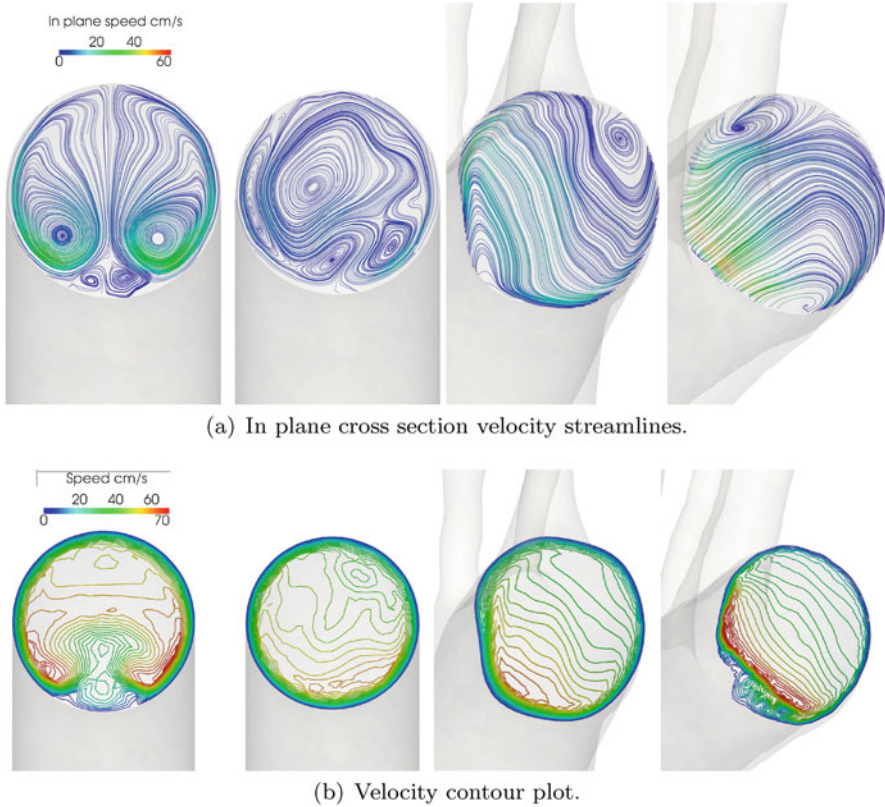 In plane speed cm/s
20 40
0 60
(a) In plane cross section velocity streamlines.
Speed cm/s
20 40 60
0 70
(b) Velocity contour plot.